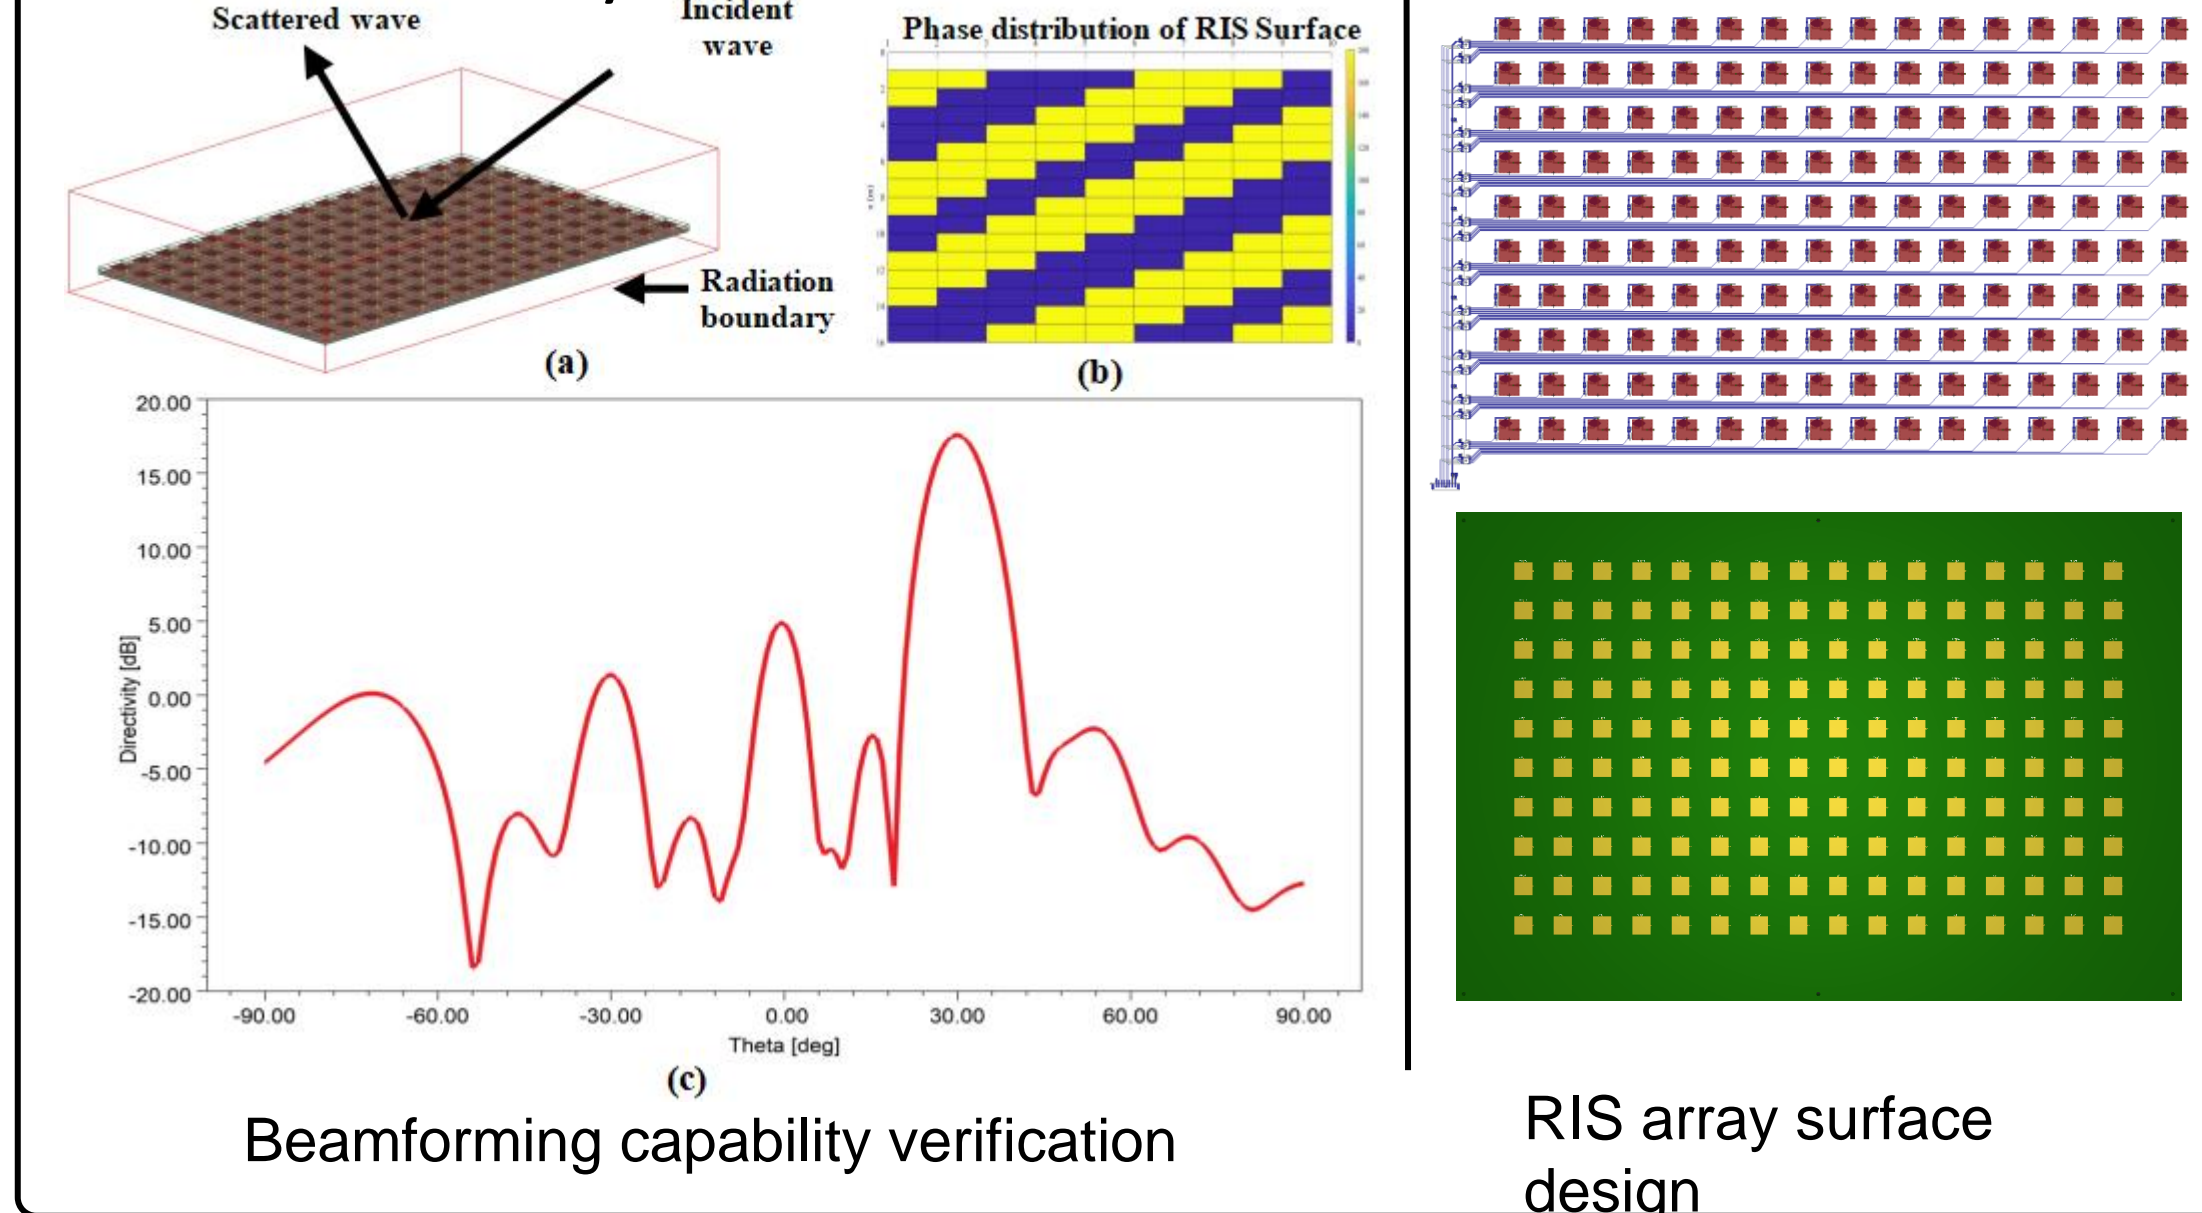 Scattered wave
Incident
wave
Radiation
boundary
(a)
Phase distribution of RIS Surface
(b)
20.00
15.00
10.00
5.00
0.00
-5.00
-10.00
-15.00
-20.00
Directivity [dB]
-90.00
-60.00
-30.00
0.00
30.00
60.00
90.00
Theta [deg]
(c)
Beamforming capability verification
RIS array surface
design